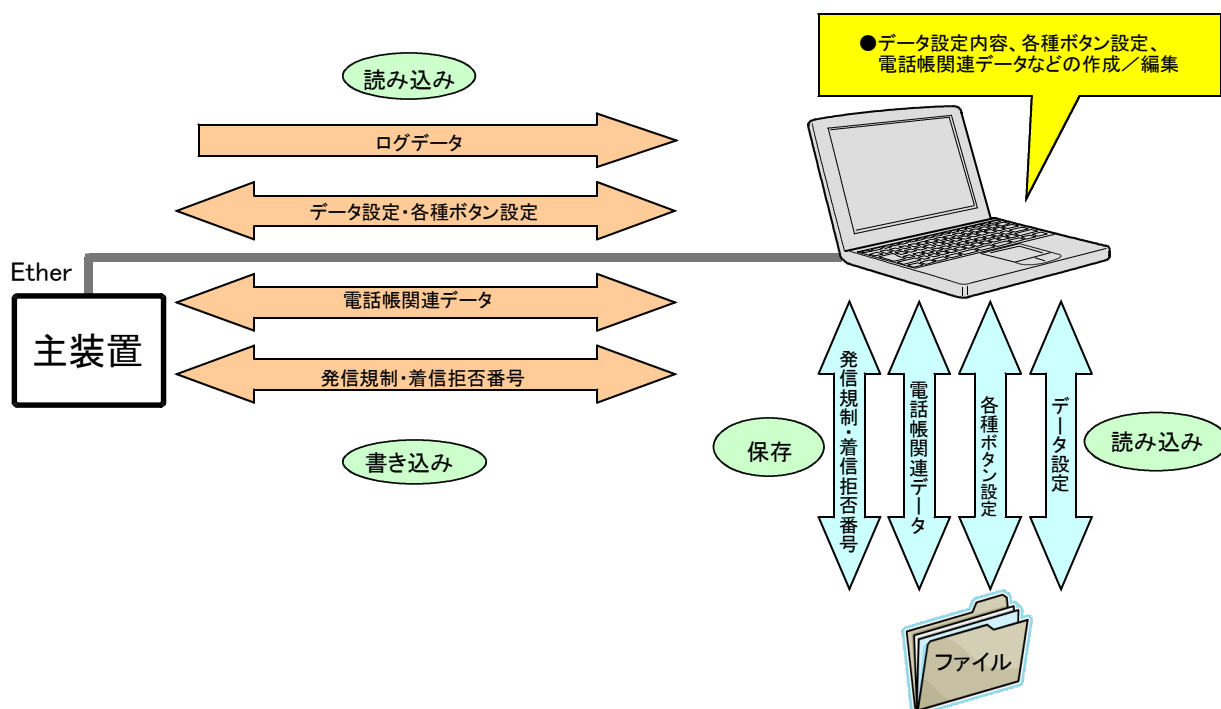 ●データ設定内容、各種ボタン設定、
電話帳関連データなどの作成／編集
読み込み
ログデータ
データ設定・各種ボタン設定
Ether
主装置
電話帳関連データ
発信規制・着信拒否番号
書き込み
保存
発信規制・着信拒否番号
電話帳関連データ
各種ボタン設定
データ設定
読み込み
ファイル